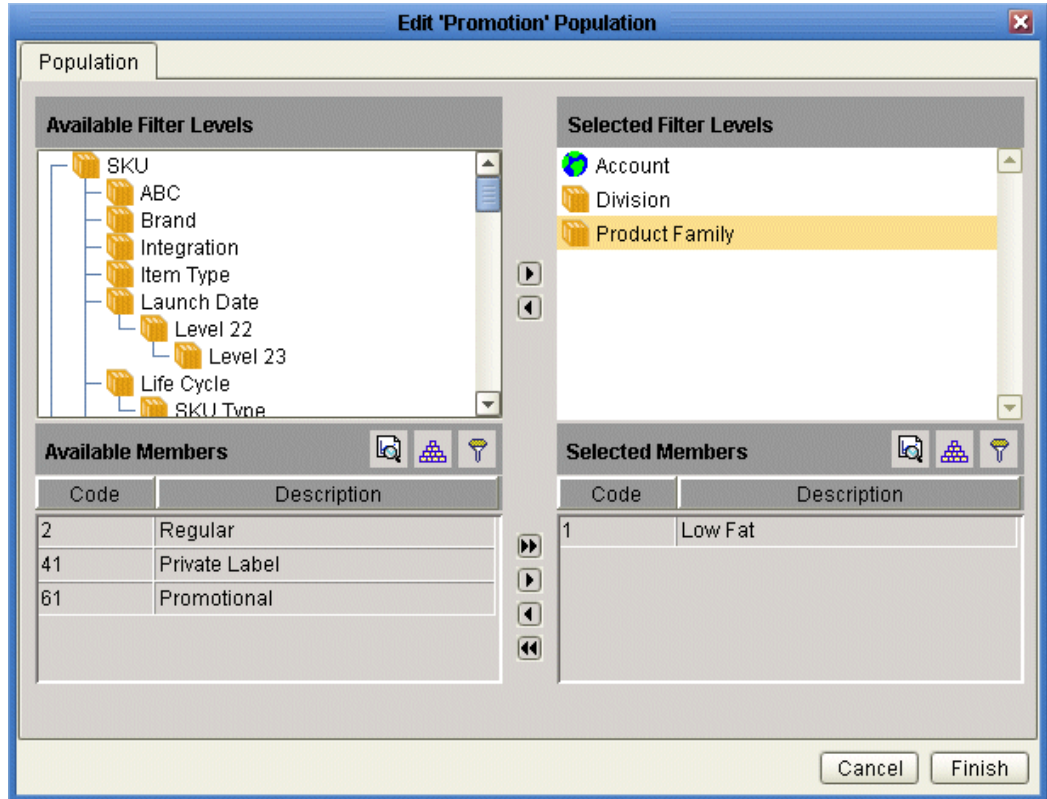 Edit 'Promotion' Population
Population
Available Filter Levels
SKU
ABC
Brand
Integration
Item Type
Launch Date
Level 22
Level 23
Life Cycle
SKU Type
Selected Filter Levels
Account
Division
Product Family
Available Members
Code Description
2 Regular
41 Private Label
61 Promotional
Selected Members
Code Description
1 Low Fat
Cancel Finish